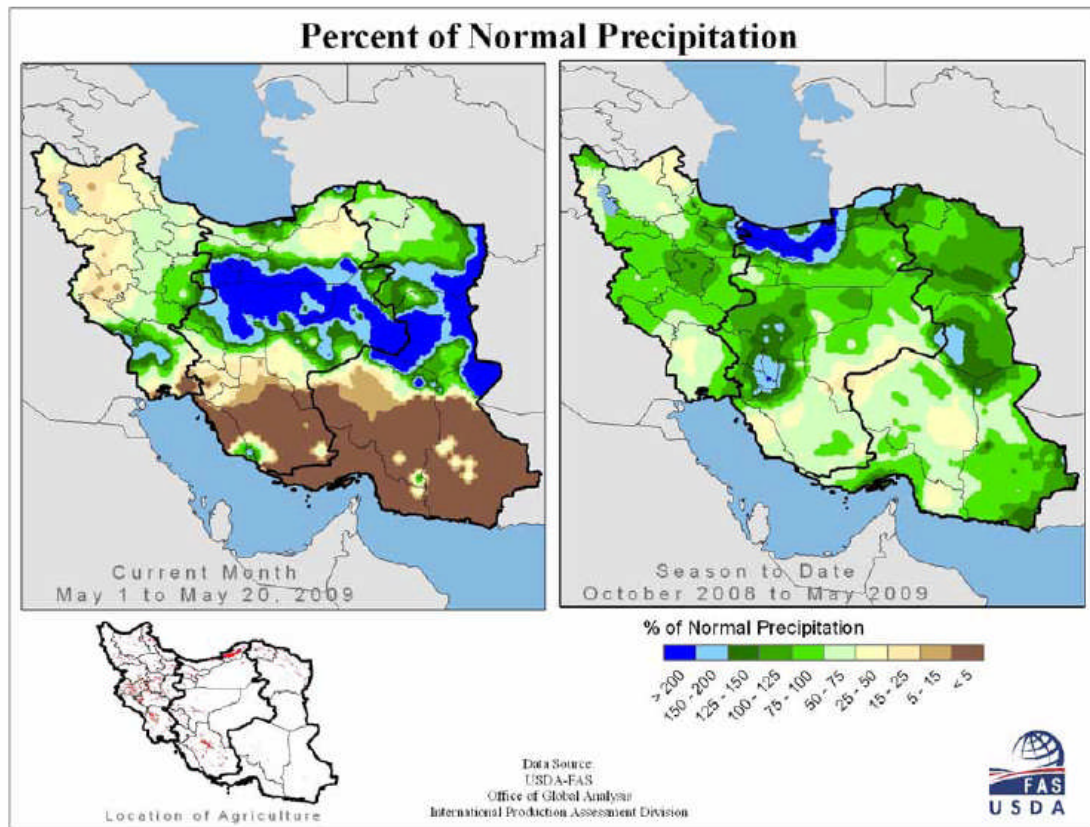 Percent of Normal Precipitation
Current Month
May 1 to May 20, 2009
Season to Date
October 2008 to May 2009
% of Normal Precipitation
> 200
150 - 200
125 - 150
100 - 125
75 - 100
50 - 75
25 - 50
15 - 25
5 - 15
< 5
Location of Agriculture
Data Source:
USDA-FAS
Office of Global Analysis
International Production Assessment Division
FAS
USDA